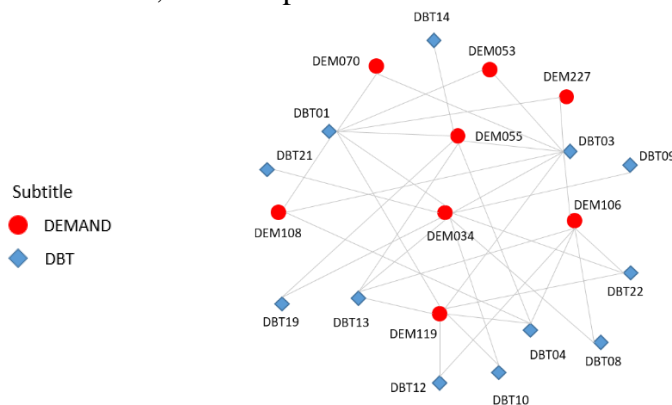 DBT14
DEM070
DEM053
DEM227
DBT01
DEM055
DBT03
DBT09
DBT21
Subtitle
DEMAND
DBT
DEM108
DEM034
DEM106
DBT22
DBT19
DBT13
DEM119
DBT04
DBT08
DBT12
DBT10